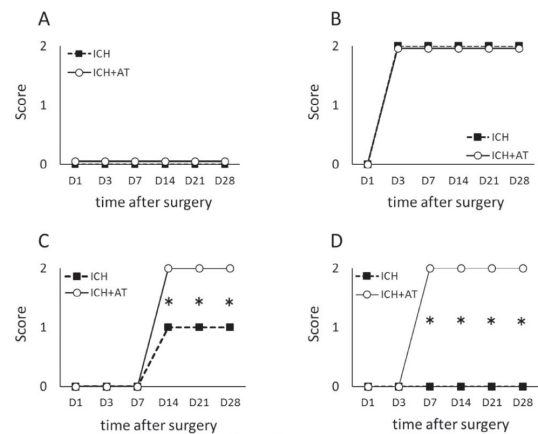 A
2
1
0
Score
ICH
ICH+AT
D1 D3 D7 D14 D21 D28
time after surgery
B
2
1
0
Score
ICH
ICH+AT
D1 D3 D7 D14 D21 D28
time after surgery
C
2
1
0
Score
ICH
ICH+AT
* * *
D1 D3 D7 D14 D21 D28
time after surgery
D
2
1
0
Score
ICH
ICH+AT
* * * *
D1 D3 D7 D14 D21 D28
time after surgery